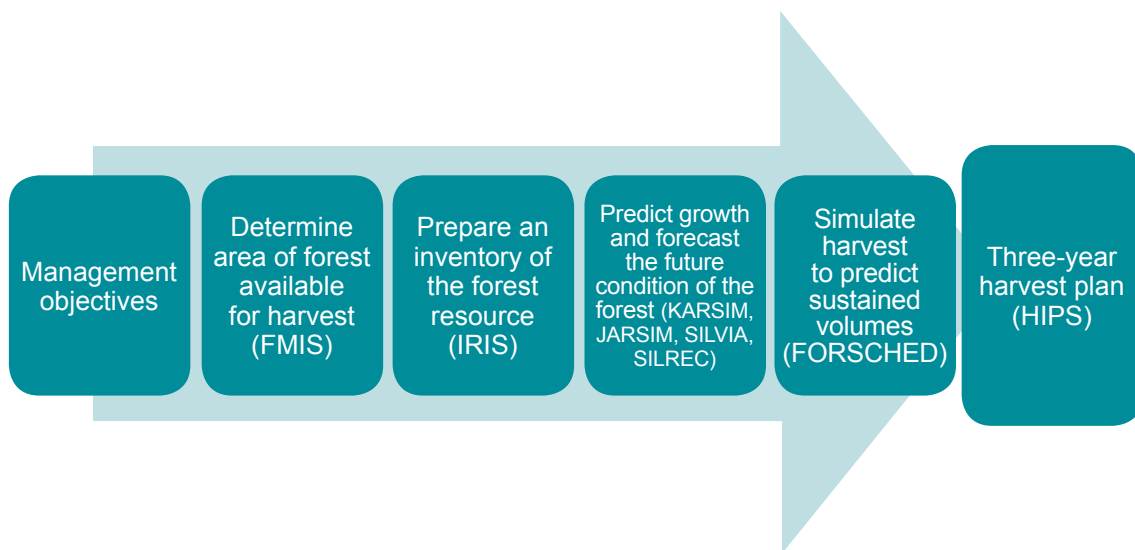 Management
objectives
Determine
area of forest
available
for harvest
(FMIS)
Prepare an
inventory of
the forest
resource
(IRIS)
Predict growth
and forecast
the future
condition of the
forest (KARSIM,
JARSIM, SILVIA,
SILREC)
Simulate
harvest
to predict
sustained
volumes
(FORSCHED)
Three-year
harvest plan
(HIPS)